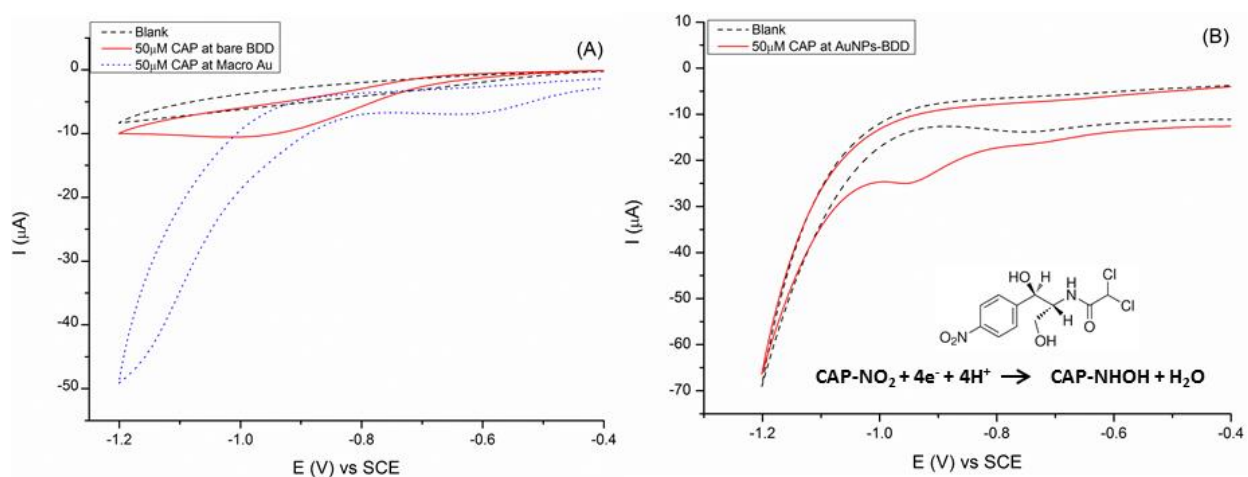 Blank
50μM CAP at bare BDD
50μM CAP at Macro Au
(A)
0
-10
-20
-30
-40
-50
I (μA)
-1.2 -1.0 -0.8 -0.6 -0.4
E (V) vs SCE
Blank
50μM CAP at AuNPs-BDD
(B)
10
0
-10
-20
-30
-40
-50
-60
-70
I (μA)
-1.2 -1.0 -0.8 -0.6 -0.4
E (V) vs SCE
HO H H Cl
N
Cl
H O
O₂N OH
CAP-NO₂ + 4e⁻ + 4H⁺ → CAP-NHOH + H₂O